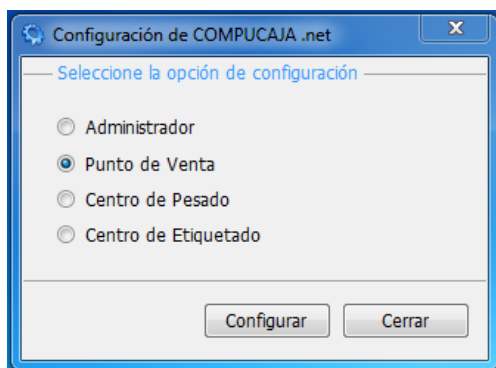 Configuración de COMPUCAJA .net
Seleccione la opción de configuración
Administrador
Punto de Venta
Centro de Pesado
Centro de Etiquetado
Configurar
Cerrar